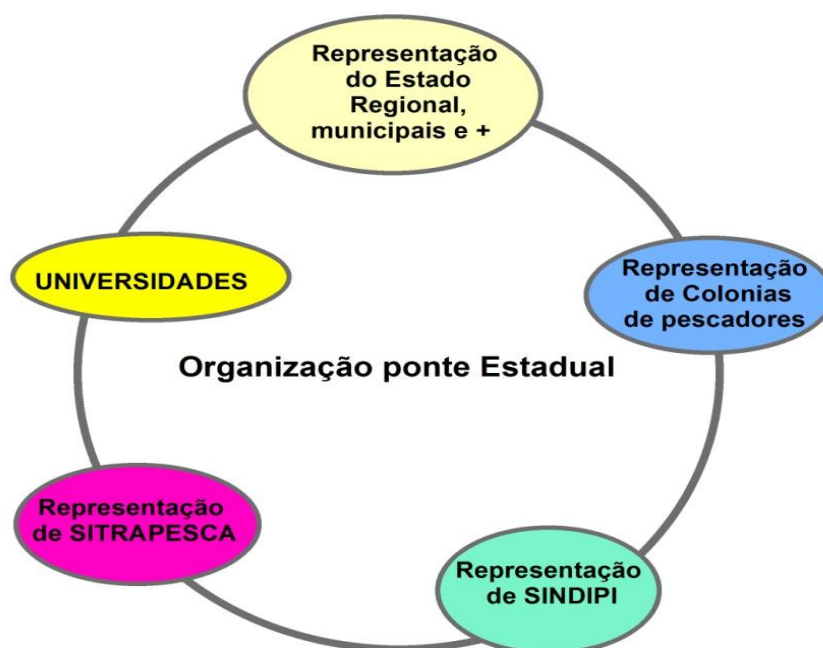 Representação
do Estado
Regional,
municipais e +
UNIVERSIDADES
Representação
de Colonias
de pescadores
Organização ponte Estadual
Representação
de SITRAPESCA
Representação
de SINDIPI